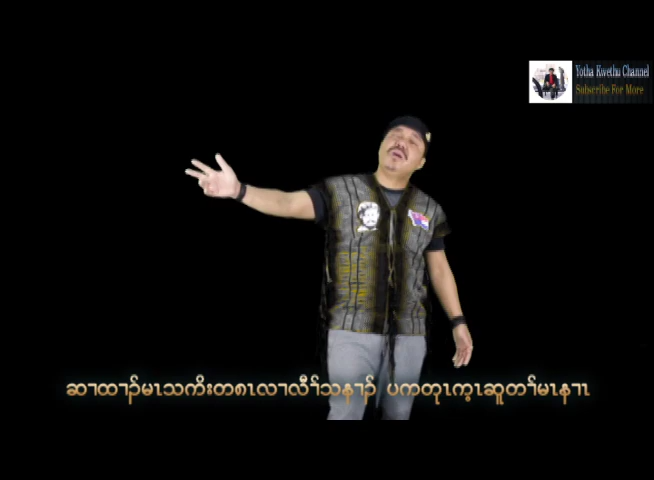 Yotha Kwethu Channel
Subscribe For More
ဆၢထၢၣ်မၤသကိးတ၈ၤလၢလီၢ်သနၢၣ် ပကတုၤက့ၤဆူတၢ်မၤနၢၤ